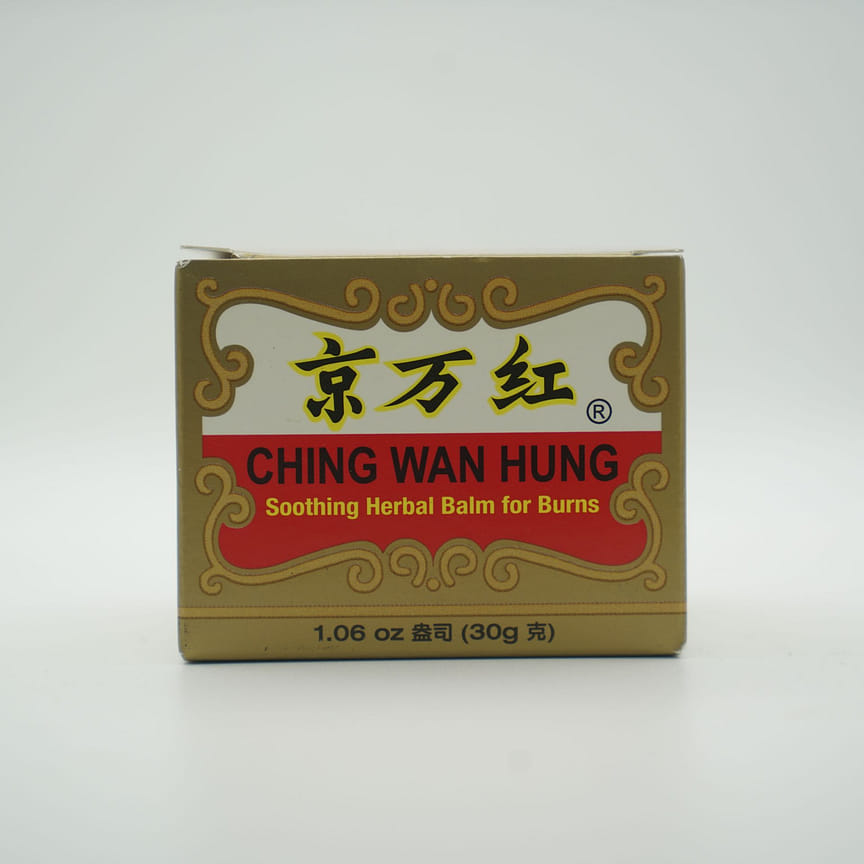 京万红®
CHING WAN HUNG
Soothing Herbal Balm for Burns
1.06 oz 盎司 (30g 克)